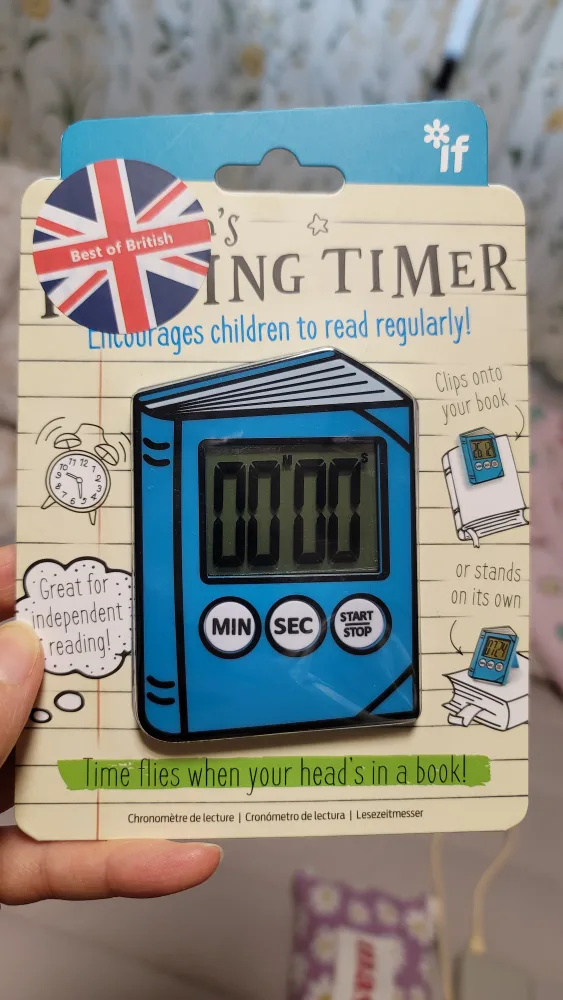 if
Best of British
'S
ING TIMER
Encourages children to read regularly!
Clips onto
your book
M S
00 00
MIN
SEC
START
STOP
Great for
independent
reading!
or stands
on its own
Time flies when your head's in a book!
Chronomètre de lecture | Cronómetro de lectura | Lesezeitmesser